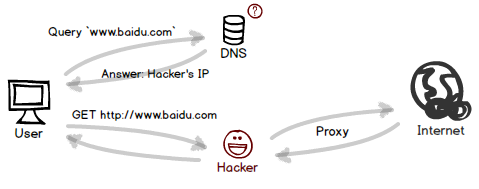 ?
Query `www.baidu.com`
DNS
Answer: Hacker's IP
GET http://www.baidu.com
User
Proxy
Internet
Hacker